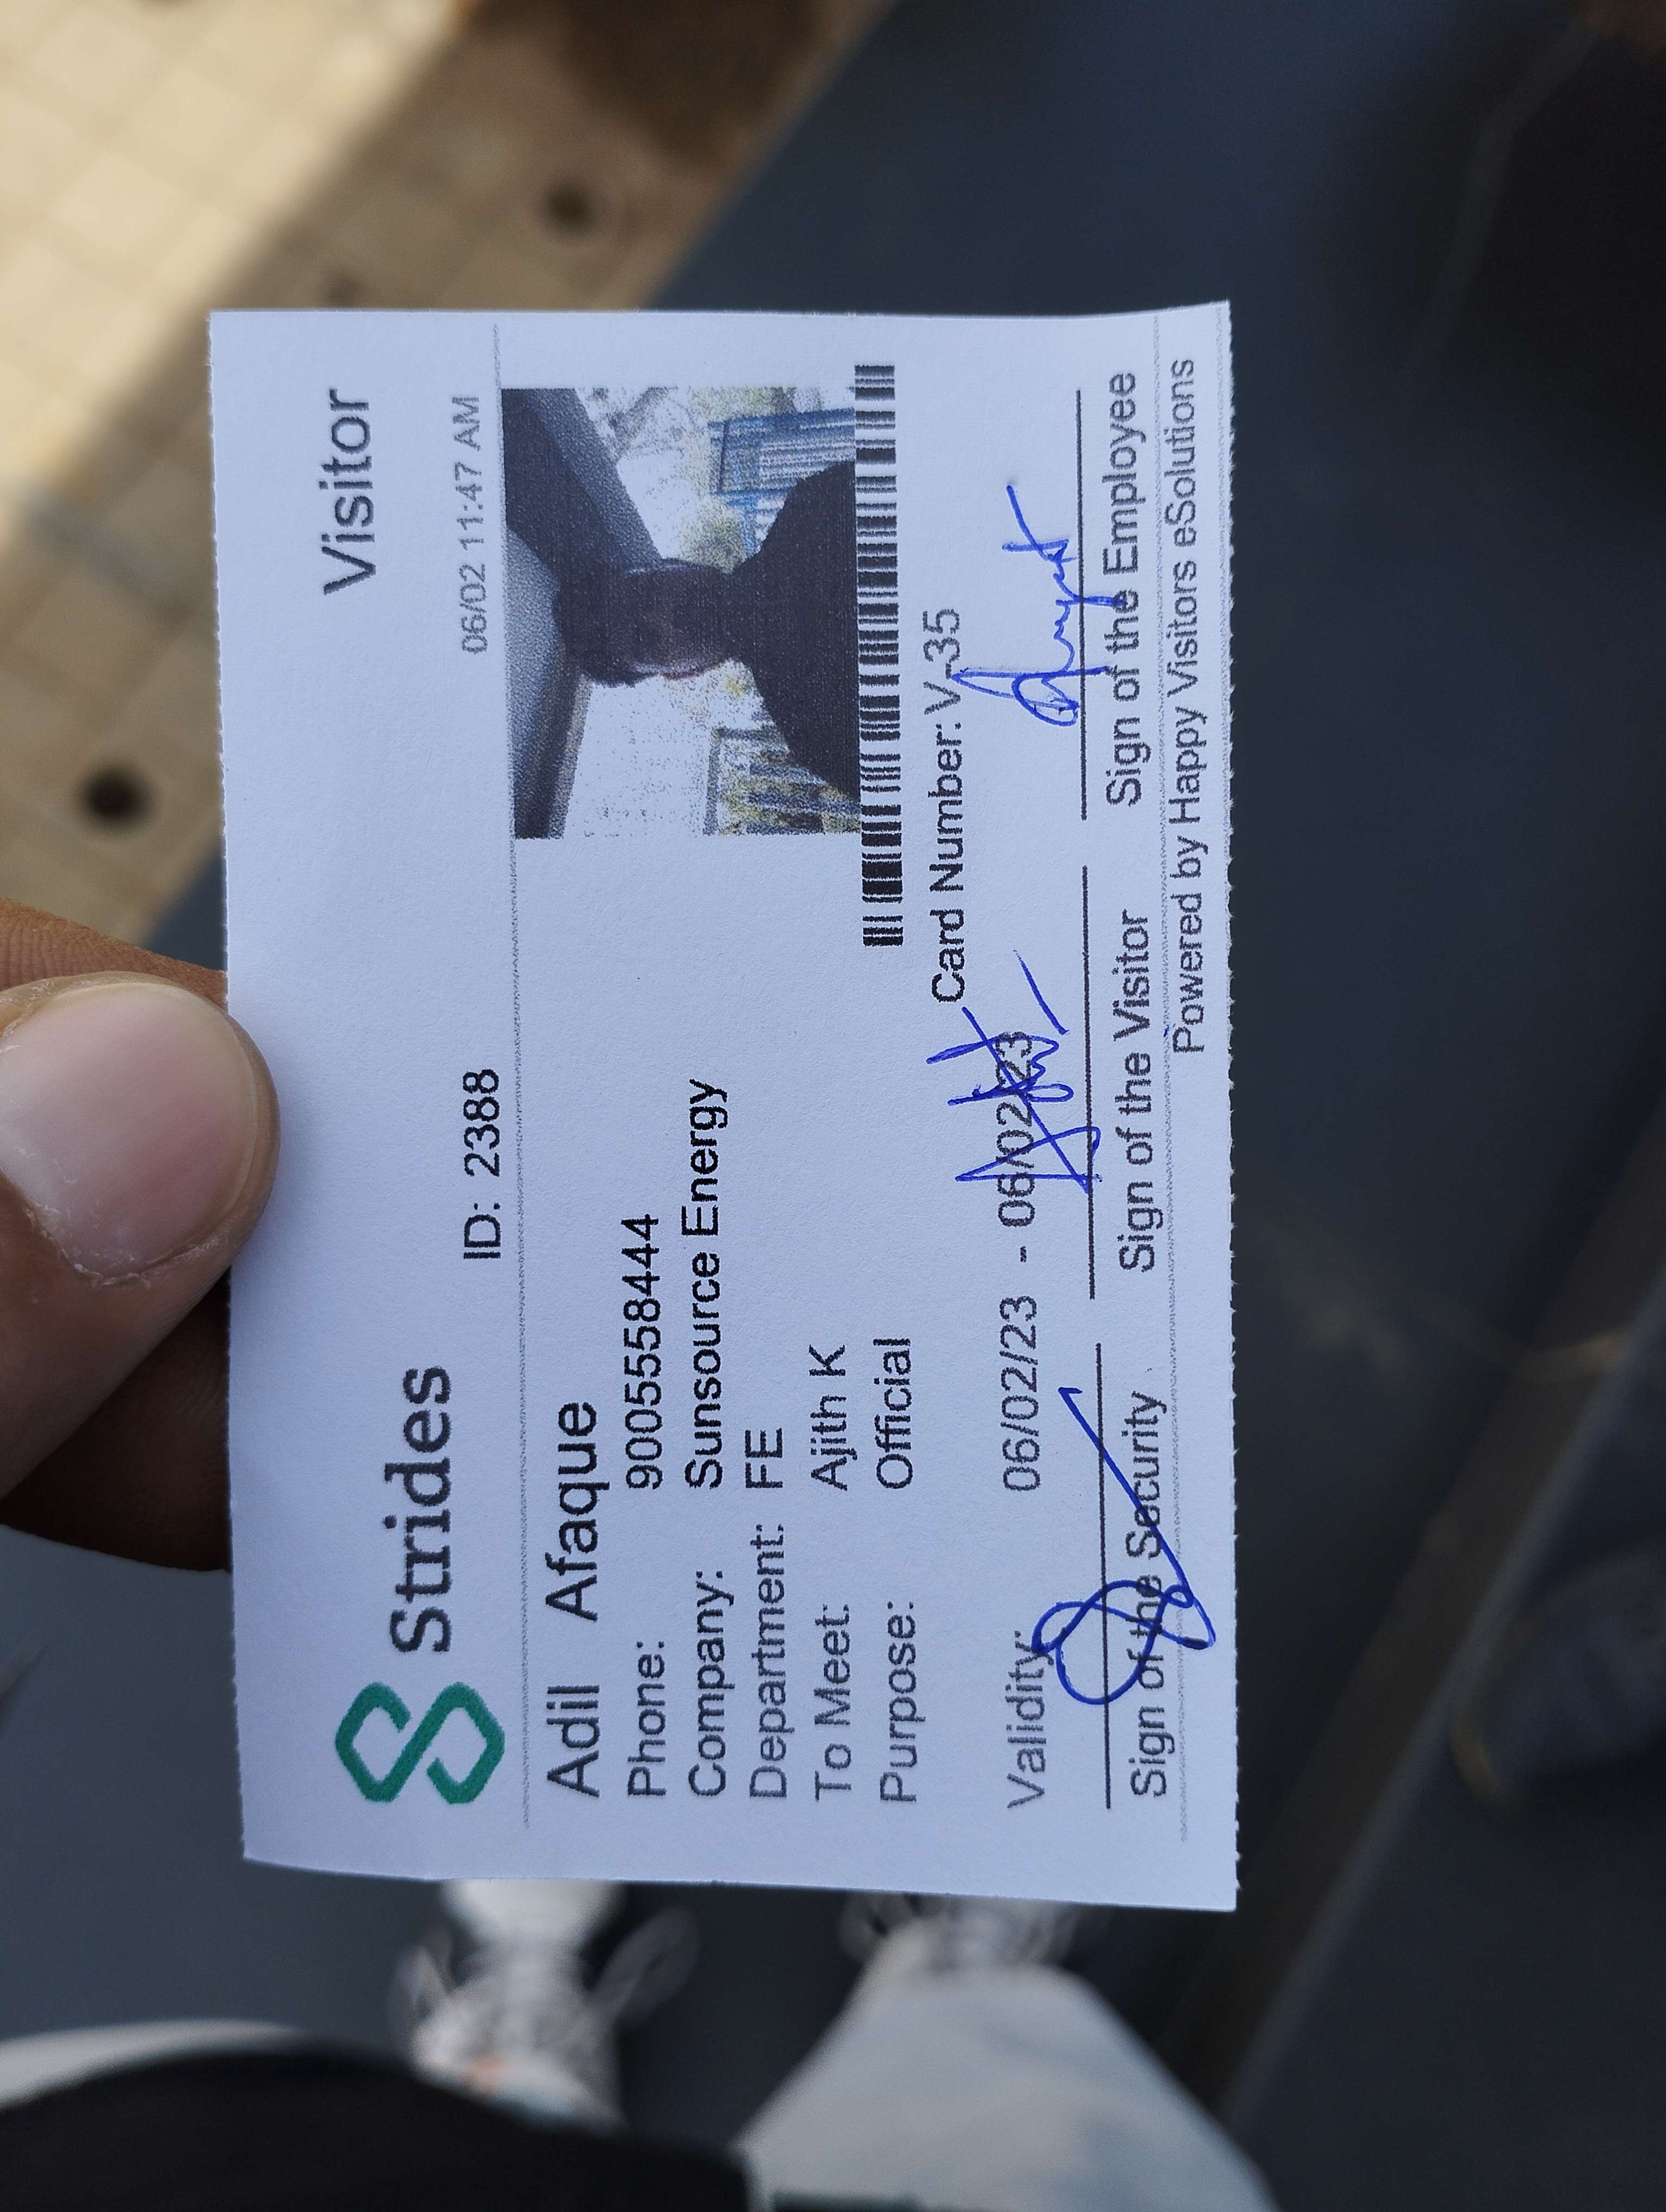 Strides
Visitor
ID: 2388
06/02 11:47 AM
Adil Afaque
Phone: 9005558444
Company: Sunsource Energy
Department: FE
To Meet: Ajith K
Purpose: Official
Card Number: V-35
Validity: 06/02/23 - 06/02/23
Sign of the Security
Sign of the Visitor
Sign of the Employee
Powered by Happy Visitors eSolutions